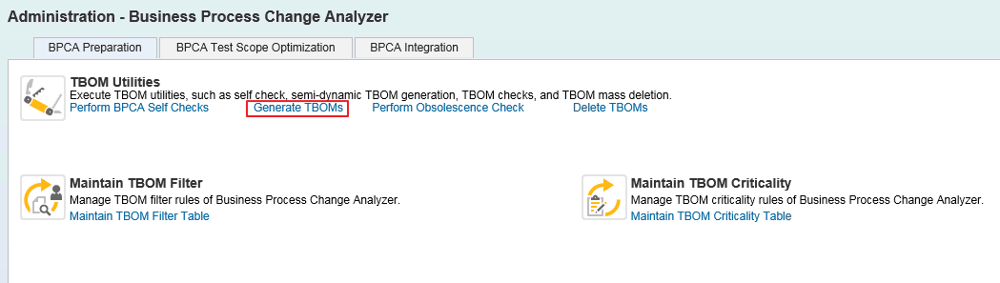 Administration - Business Process Change Analyzer
BPCA Preparation BPCA Test Scope Optimization BPCA Integration
TBOM Utilities
Execute TBOM utilities, such as self check, semi-dynamic TBOM generation, TBOM checks, and TBOM mass deletion.
Perform BPCA Self Checks Generate TBOMs Perform Obsolescence Check Delete TBOMs
Maintain TBOM Filter
Manage TBOM filter rules of Business Process Change Analyzer.
Maintain TBOM Filter Table
Maintain TBOM Criticality
Manage TBOM criticality rules of Business Process Change Analyzer.
Maintain TBOM Criticality Table